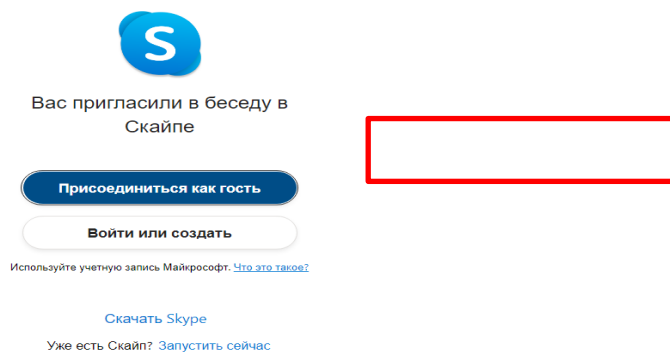 Вас пригласили в беседу в
Скайпе
Присоединиться как гость
Войти или создать
Используйте учетную запись Майкрософт. Что это такое?
Скачать Skype
Уже есть Скайп? Запустить сейчас